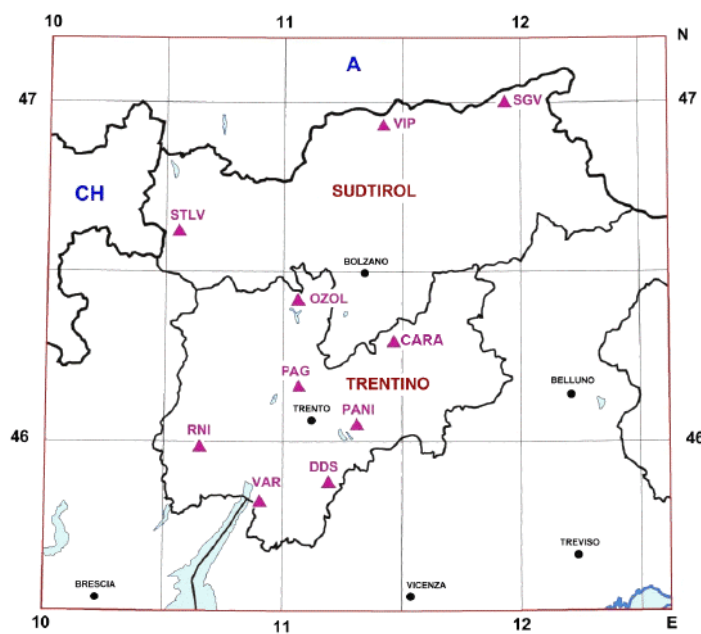 10 11 12
N
A
47 SGV 47
VIP
CH
SUDTIROL
STLV
BOLZANO
OZOL
CARA
PAG
TRENTINO
BELLUNO
TRENTO PANI
RNI
46 46
DDS
VAR
TREVISO
BRESCIA VICENZA
10 11 12 E